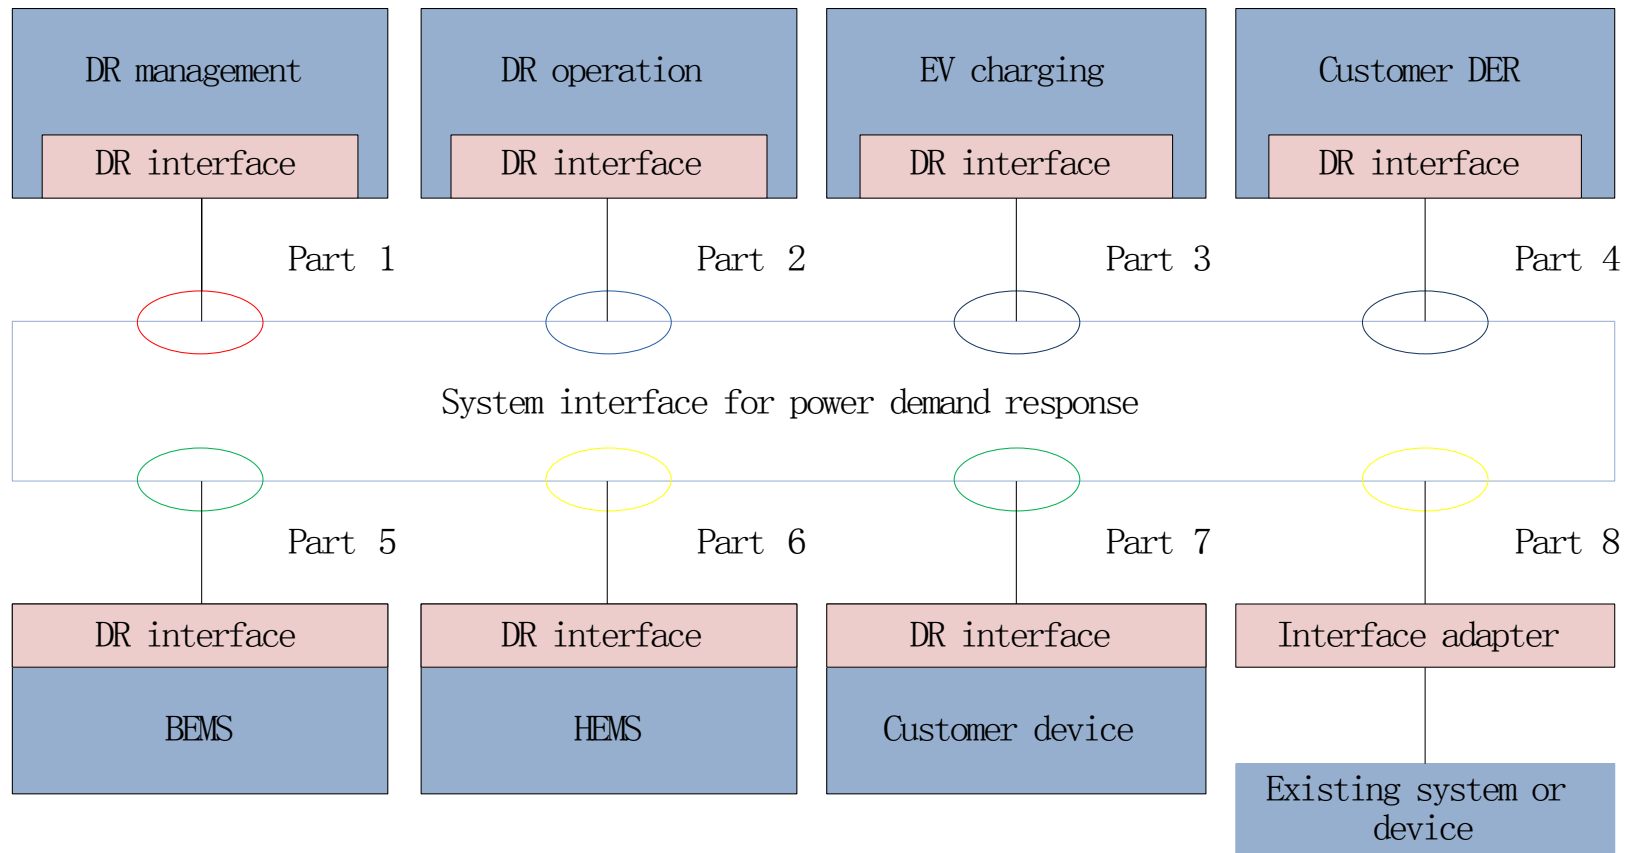 DR management
DR operation
EV charging
Customer DER
DR interface
DR interface
DR interface
DR interface
Part 1
Part 2
Part 3
Part 4
System interface for power demand response
Part 5
Part 6
Part 7
Part 8
DR interface
DR interface
DR interface
Interface adapter
BEMS
HEMS
Customer device
Existing system or
device